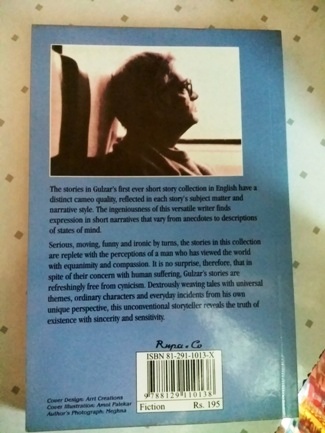 The stories in Gulzar's first ever short story collection in English have a
distinct cameo quality, reflected in each story's subject matter and
narrative style. The ingeniousness of this versatile writer finds
expression in short narratives that vary from anecdotes to descriptions
of states of mind.
Serious, moving, funny and ironic by turns, the stories in this collection
are replete with the perceptions of a man who has viewed the world
with equanimity and compassion. It is no surprise, therefore, that in
spite of their concern with human suffering, Gulzar's stories are
refreshingly free from cynicism. Dextrously weaving tales with universal
themes, ordinary characters and everyday incidents from his own
unique perspective, this unconventional storyteller reveals the truth of
existence with sincerity and sensitivity.
Rupa & Co
ISBN 81-291-1013-X
9 788129 110138
Fiction Rs. 195
Cover Design: Arrt Creations
Cover Illustration: Amol Palekar
Author's Photograph: Meghna